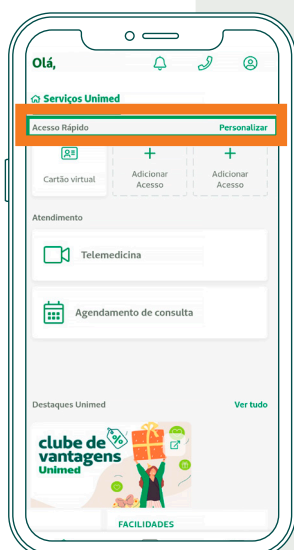 Olá,
Serviços Unimed
Acesso Rápido Personalizar
Cartão virtual
Adicionar
Acesso
Adicionar
Acesso
Atendimento
Telemedicina
Agendamento de consulta
Destaques Unimed Ver tudo
clube de
vantagens
Unimed
%
FACILIDADES